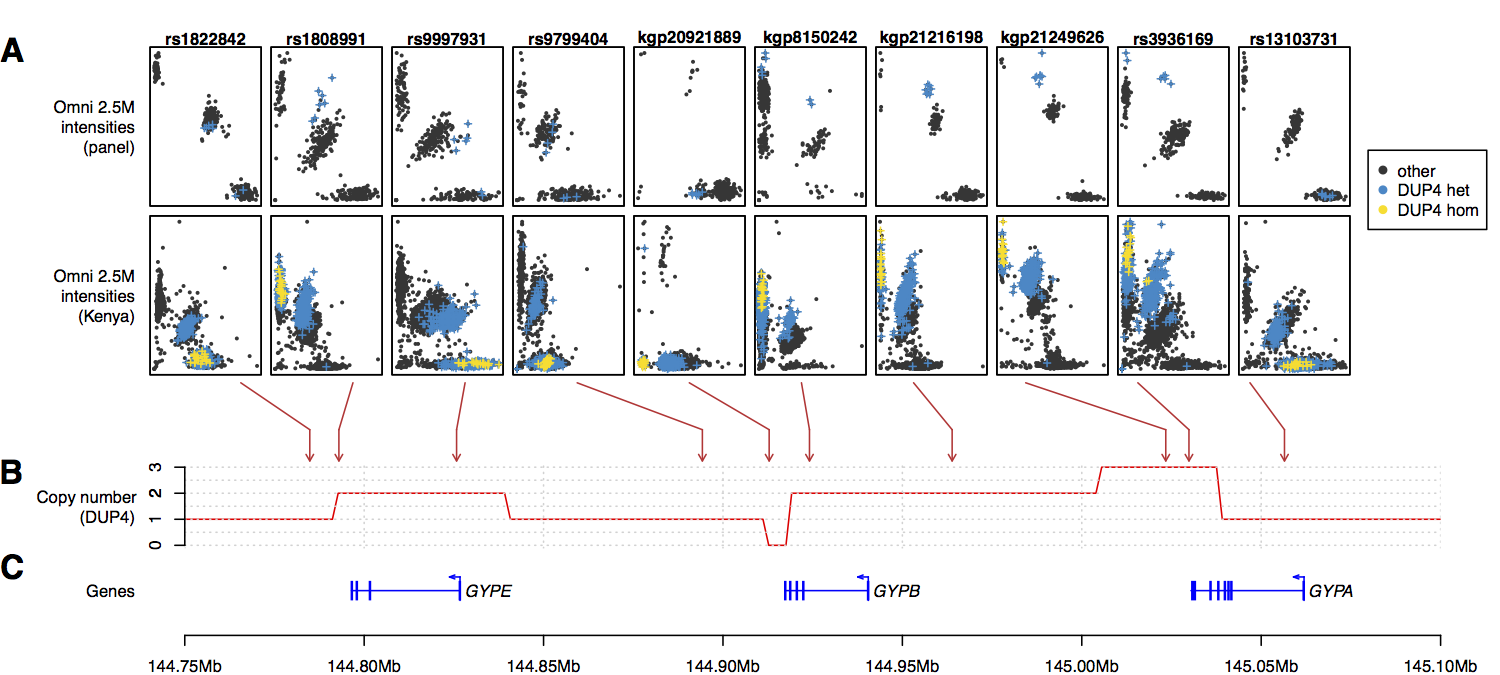 A
rs1822842 rs1808991 rs9997931 rs9799404 kgp20921889 kgp8150242 kgp21216198 kgp21249626 rs3936169 rs13103731
Omni 2.5M
intensities
(panel)
other
DUP4 het
DUP4 hom
Omni 2.5M
intensities
(Kenya)
B
3
2
1
0
Copy number
(DUP4)
C
Genes
GYPE GYPB GYPA
144.75Mb 144.80Mb 144.85Mb 144.90Mb 144.95Mb 145.00Mb 145.05Mb 145.10Mb